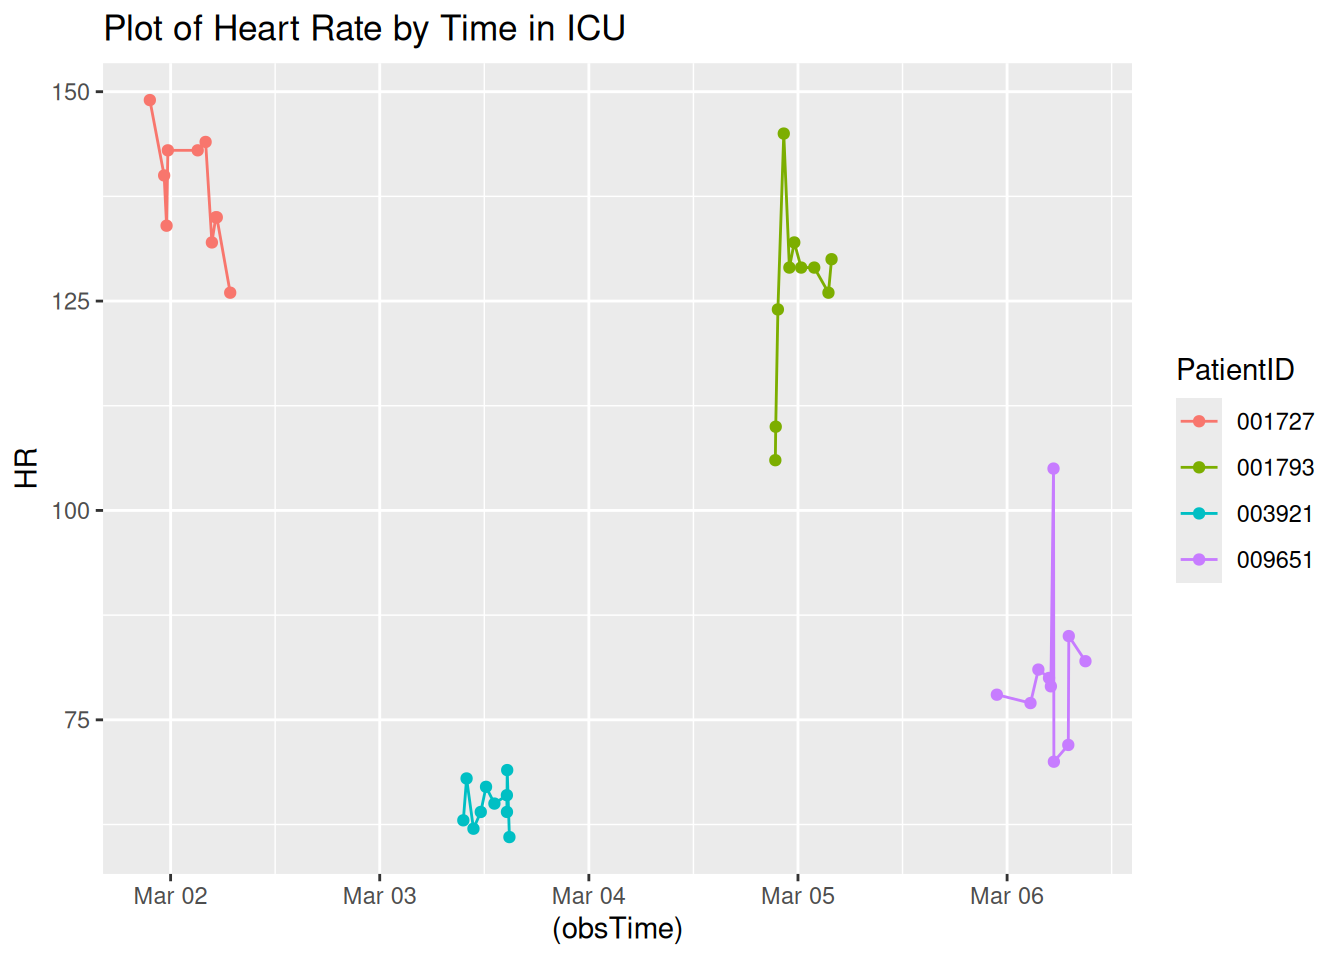 Plot of Heart Rate by Time in ICU
150
125
100
75
HR
Mar 02
Mar 03
Mar 04
Mar 05
Mar 06
(obsTime)
PatientID
001727
001793
003921
009651